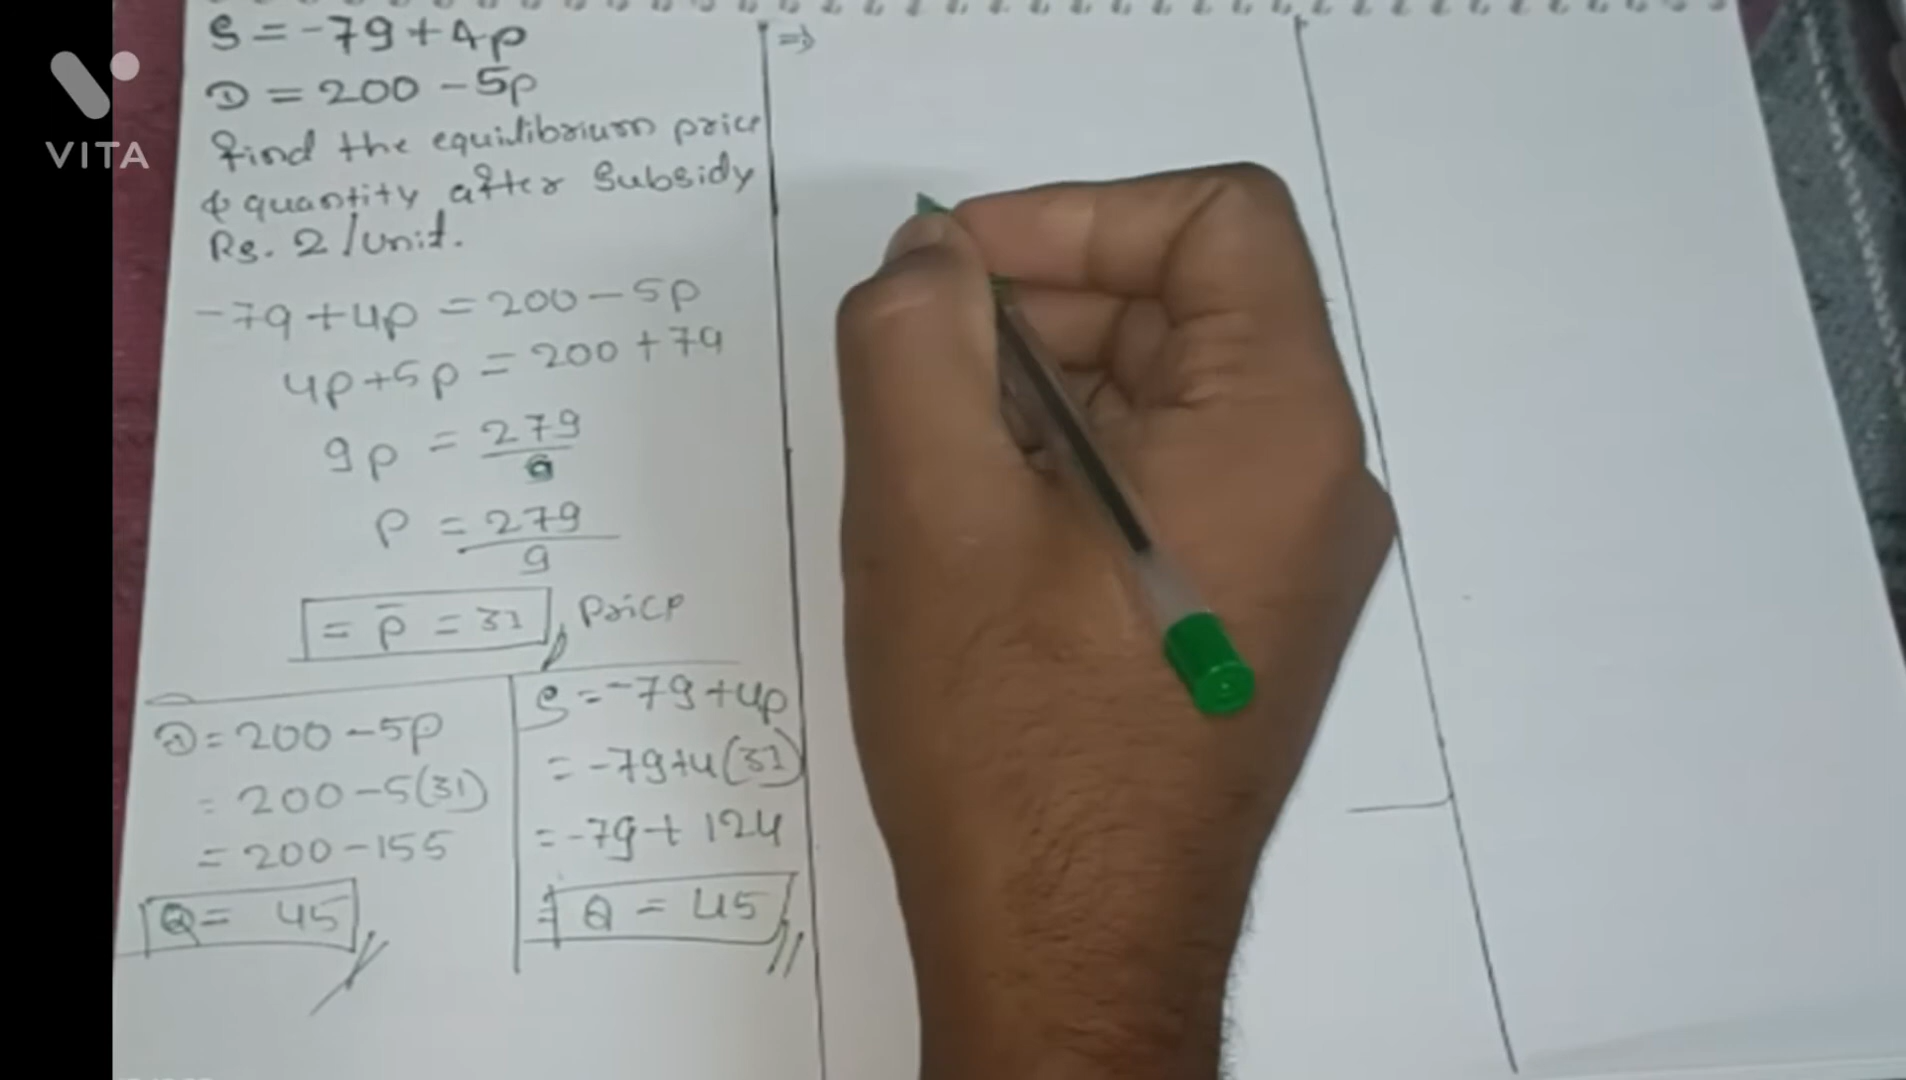 VITA
S = -79 + 4p
D = 200 - 5p
find the equilibrium price
& quantity after Subsidy
Rs. 2 /unit.
-79 + 4p = 200 - 5p
4p + 5p = 200 + 79
9p = 279/9
P = 279/9
= p̄ = 31, Price
D = 200 - 5p
= 200 - 5(31)
= 200 - 155
Q = 45
S = -79 + 4p
= -79 + 4(31)
= -79 + 124
= Q = 45
⇒